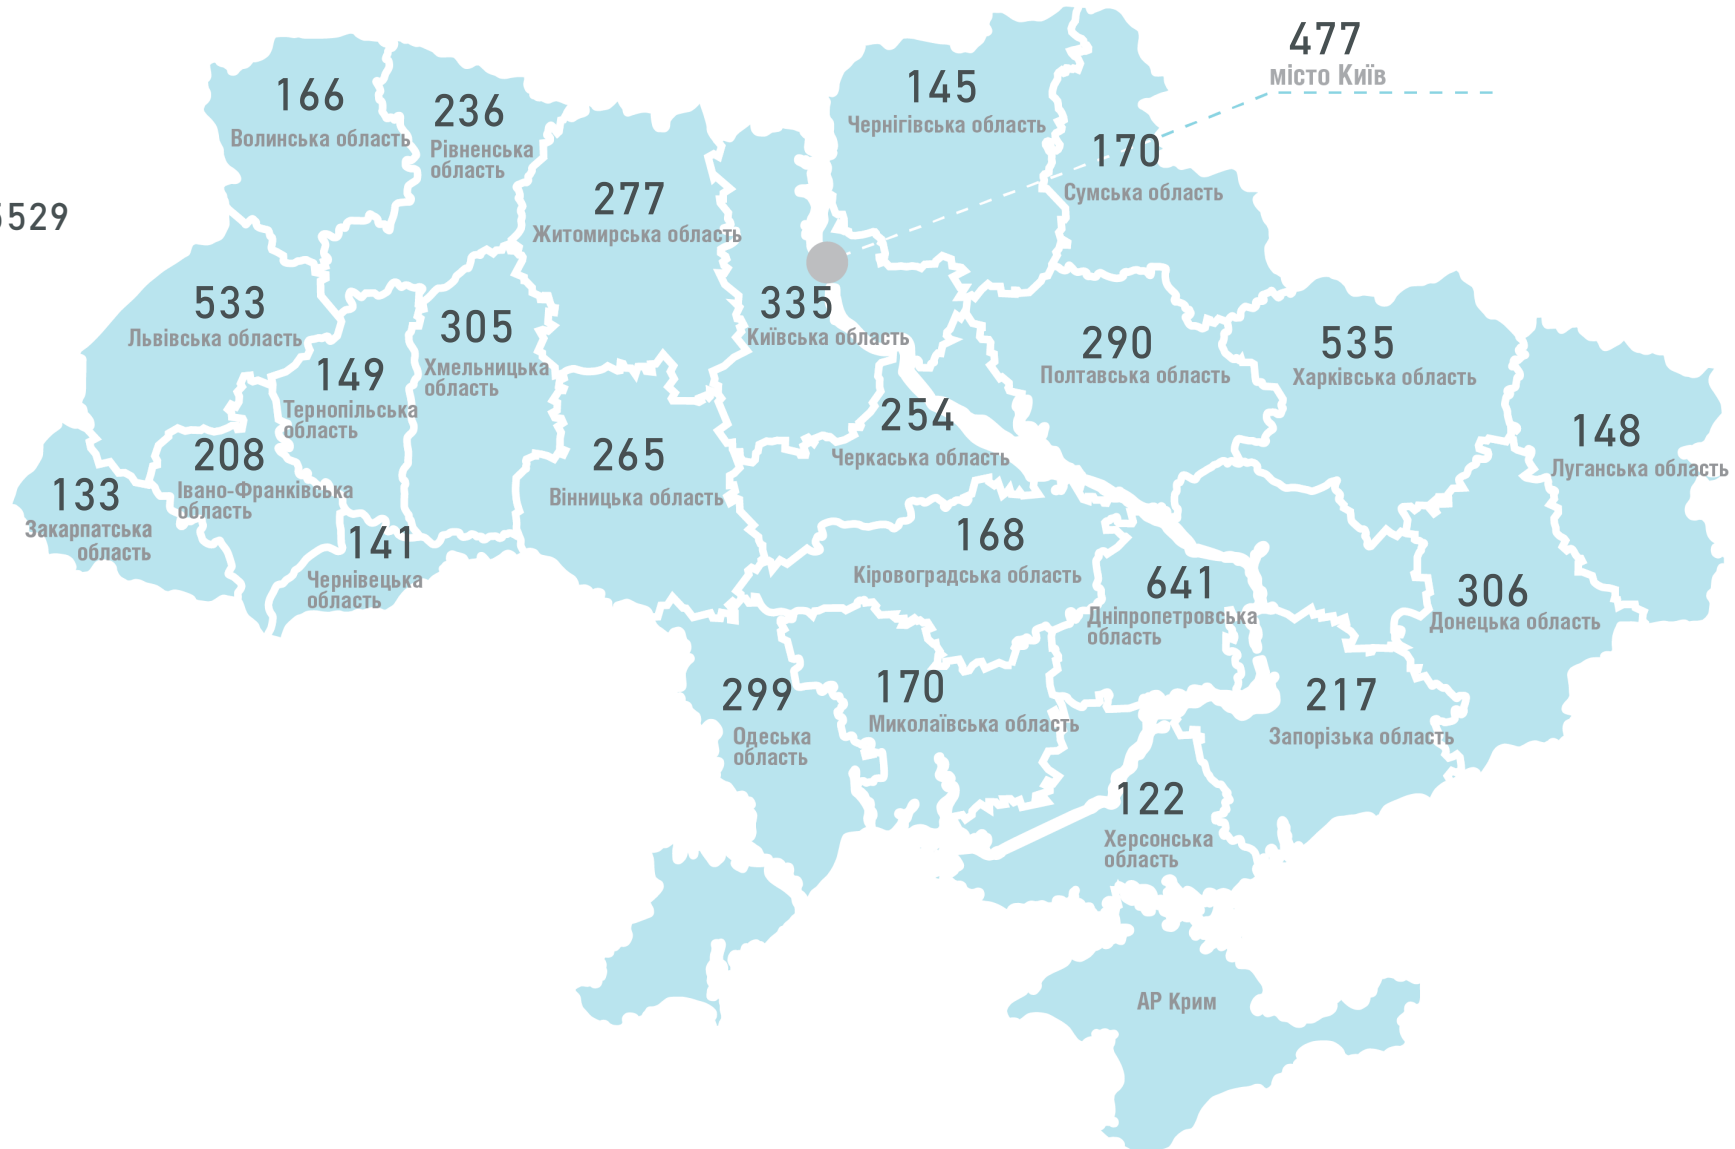 477
місто Київ
145
Чернігівська область
166
Волинська область
236
Рівненська
область
170
Сумська область
277
Житомирська область
529
533
Львівська область
305
Хмельницька
область
335
Київська область
290
Полтавська область
535
Харківська область
149
Тернопільська
область
254
Черкаська область
148
Луганська область
208
Івано-Франківська
область
265
Вінницька область
133
Закарпатська
область
141
Чернівецька
область
168
Кіровоградська область
641
Дніпропетровська
область
306
Донецька область
299
Одеська
область
170
Миколаївська область
217
Запорізька область
122
Херсонська
область
АР Крим